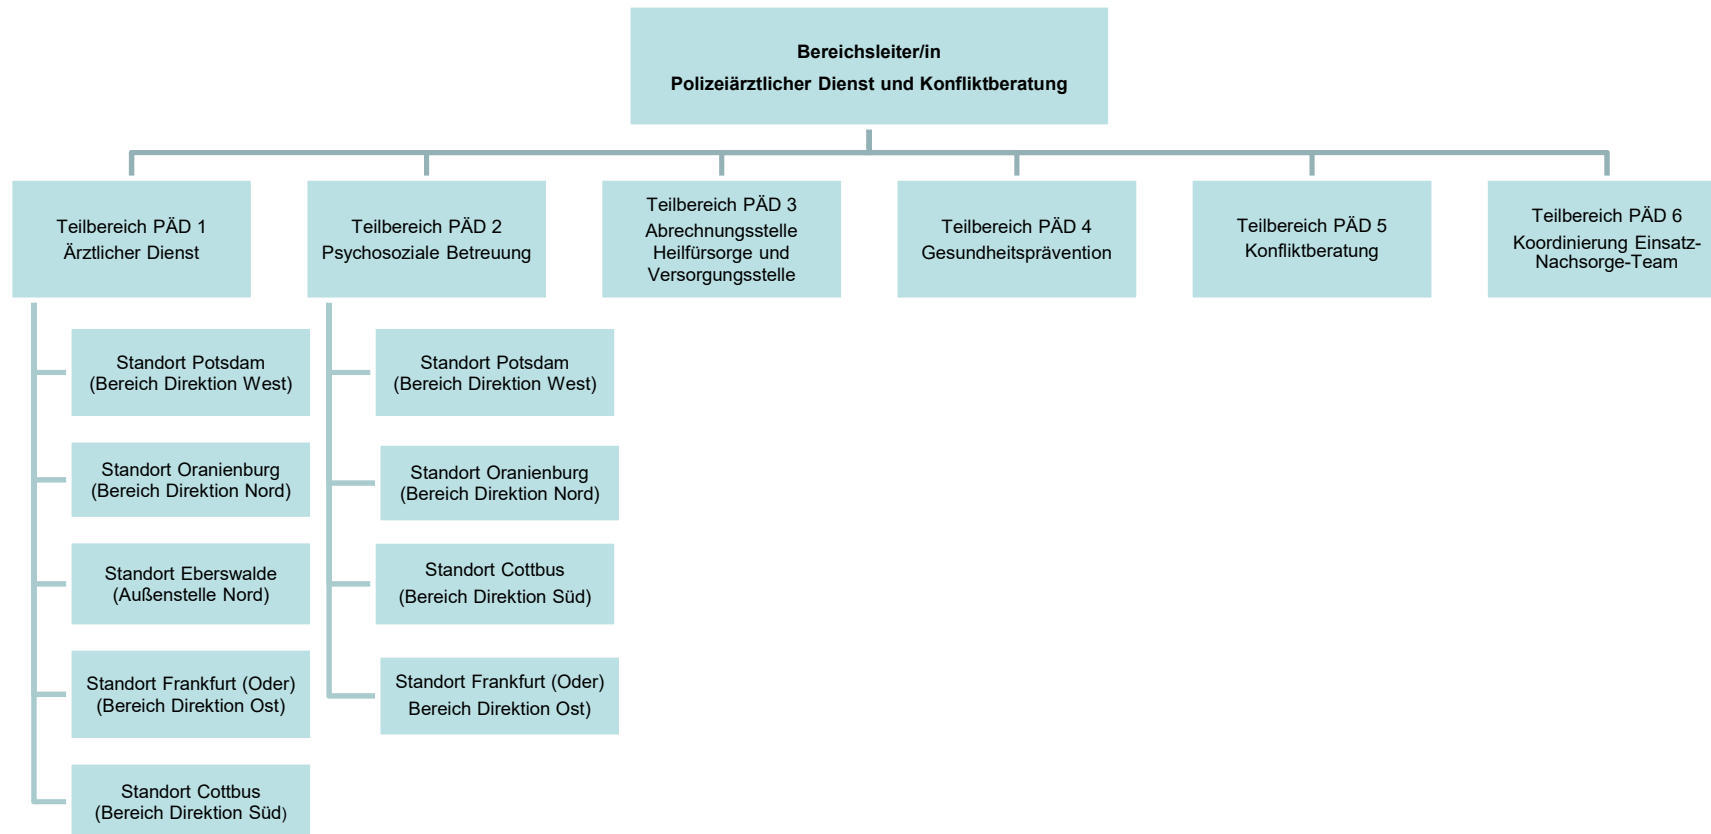 Bereichsleiter/in
Polizeiärztlicher Dienst und Konfliktberatung
Teilbereich PÄD 1
Ärztlicher Dienst
Teilbereich PÄD 2
Psychosoziale Betreuung
Teilbereich PÄD 3
Abrechnungsstelle
Heilfürsorge und
Versorgungsstelle
Teilbereich PÄD 4
Gesundheitsprävention
Teilbereich PÄD 5
Konfliktberatung
Teilbereich PÄD 6
Koordinierung Einsatz-
Nachsorge-Team
Standort Potsdam
(Bereich Direktion West)
Standort Oranienburg
(Bereich Direktion Nord)
Standort Eberswalde
(Außenstelle Nord)
Standort Frankfurt (Oder)
(Bereich Direktion Ost)
Standort Cottbus
(Bereich Direktion Süd)
Standort Potsdam
(Bereich Direktion West)
Standort Oranienburg
(Bereich Direktion Nord)
Standort Cottbus
(Bereich Direktion Süd)
Standort Frankfurt (Oder)
Bereich Direktion Ost)